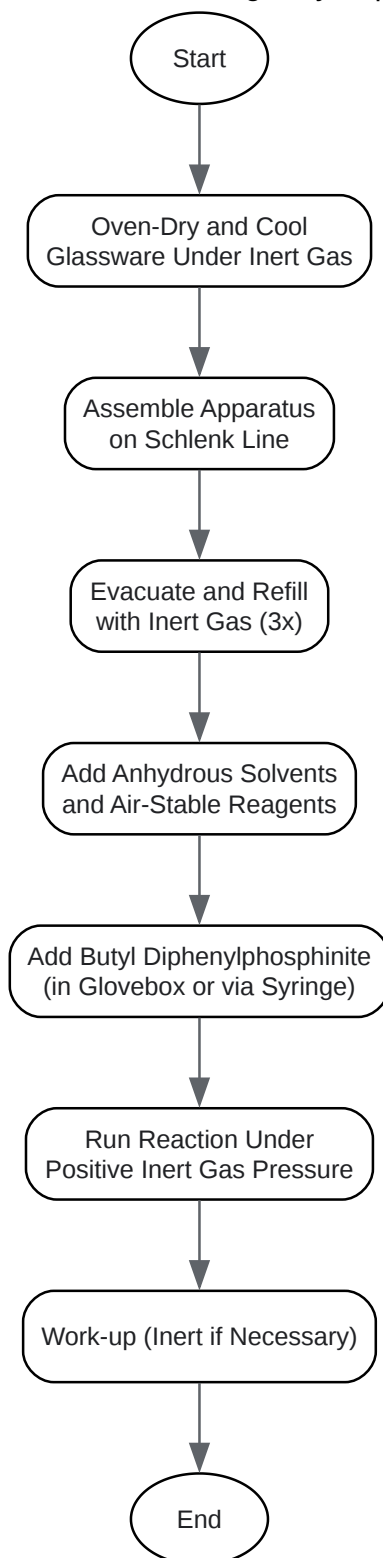 Start
Oven-Dry and Cool
Glassware Under Inert Gas
Assemble Apparatus
on Schlenk Line
Evacuate and Refill
with Inert Gas (3x)
Add Anhydrous Solvents
and Air-Stable Reagents
Add Butyl Diphenylphosphinite
(in Glovebox or via Syringe)
Run Reaction Under
Positive Inert Gas Pressure
Work-up (Inert if Necessary)
End